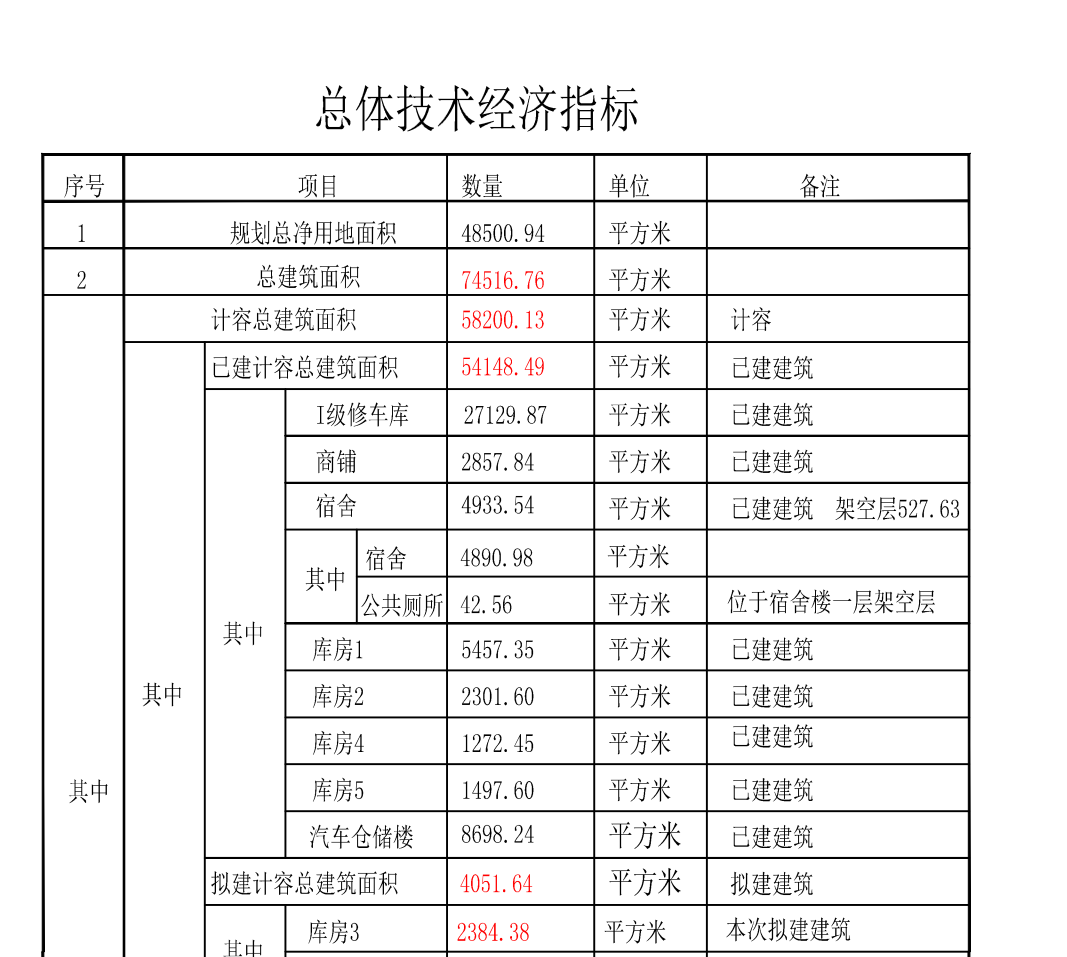 总体技术经济指标
序号 项目 数量 单位 备注
1 规划总净用地面积 48500.94 平方米
2 总建筑面积 74516.76 平方米
计容总建筑面积 58200.13 平方米 计容
已建计容总建筑面积 54148.49 平方米 已建建筑
I级修车库 27129.87 平方米 已建建筑
商铺 2857.84 平方米 已建建筑
宿舍 4933.54 平方米 已建建筑 架空层527.63
宿舍 4890.98 平方米
其中
公共厕所 42.56 平方米 位于宿舍楼一层架空层
其中
库房1 5457.35 平方米 已建建筑
其中
库房2 2301.60 平方米 已建建筑
库房4 1272.45 平方米 已建建筑
其中
库房5 1497.60 平方米 已建建筑
汽车仓储楼 8698.24 平方米 已建建筑
拟建计容总建筑面积 4051.64 平方米 拟建建筑
库房3 2384.38 平方米 本次拟建建筑
其中